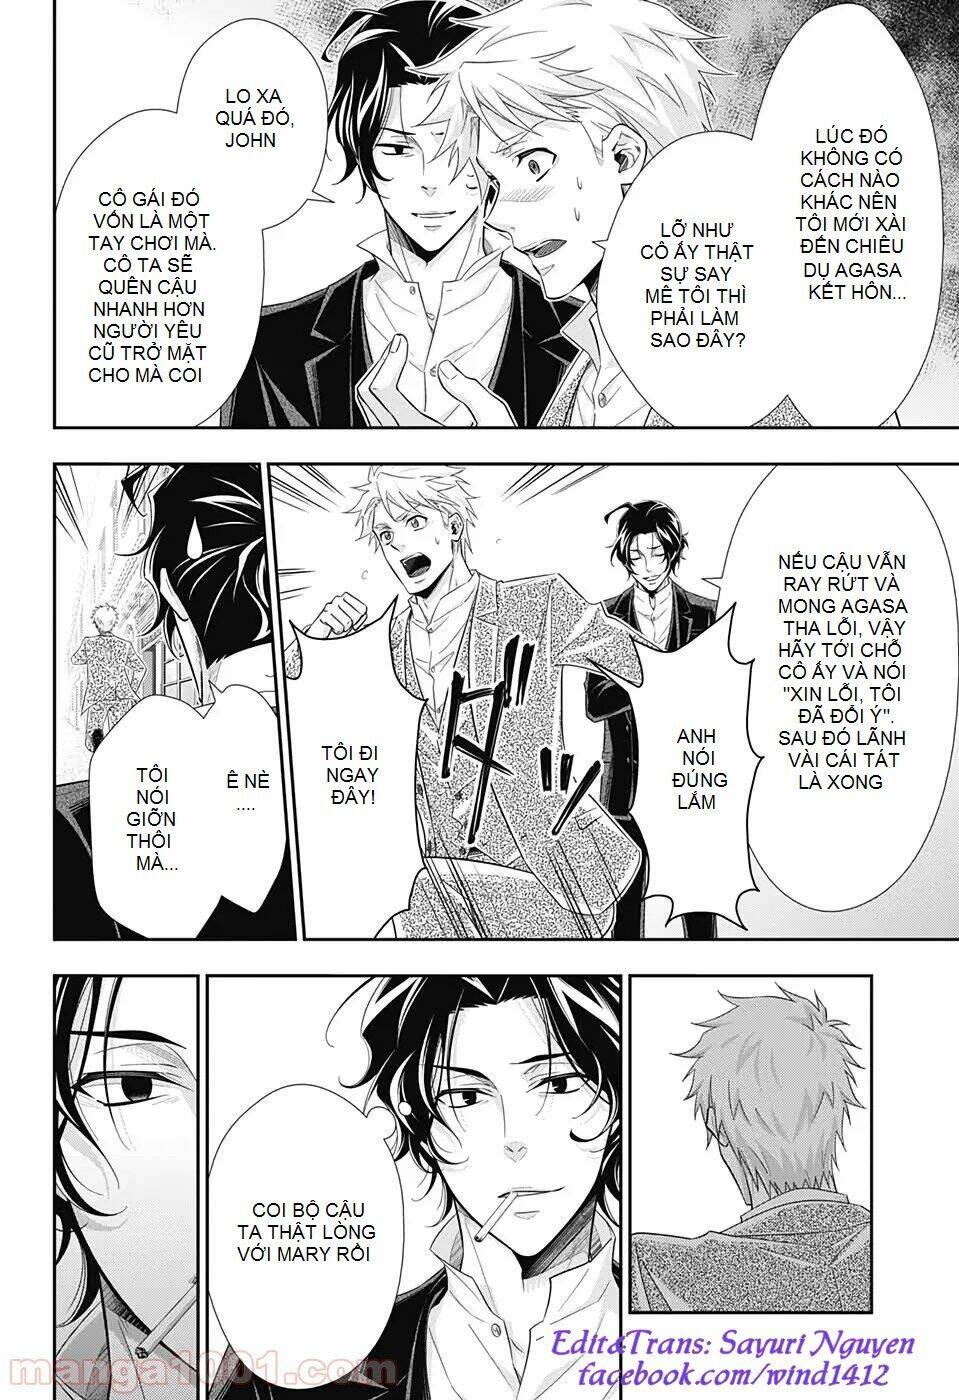 LÚC ĐÓ
KHÔNG CÓ
CÁCH NÀO
KHÁC NÊN
TÔI MỚI XÀI
ĐẾN CHIÊU
DỤ AGASA
KẾT HÔN...
LỠ NHƯ
CÔ ẤY THẬT
SỰ SAY
MÊ TÔI THÌ
PHẢI LÀM
SAO ĐÂY?
LO XA
QUÁ ĐÓ,
JOHN
CÔ GÁI ĐÓ
VỐN LÀ MỘT
TAY CHƠI MÀ.
CÔ TA SẼ
QUÊN CẬU
NHANH HƠN
NGƯỜI YÊU
CŨ TRỞ MẶT
CHO MÀ COI
NẾU CẬU VẪN
RAY RỨT VÀ
MONG AGASA
THA LỖI, VẬY
HÃY TỚI CHỖ
CÔ ẤY VÀ NÓI
"XIN LỖI, TÔI
ĐÃ ĐỔI Ý".
SAU ĐÓ LÃNH
VÀI CÁI TÁT
LÀ XONG
ANH
NÓI
ĐÚNG
LẮM
TÔI ĐI
NGAY
ĐÂY!
Ê NÈ
....
TÔI
NÓI
GIỠN
THÔI
MÀ...
COI BỘ CẬU
TA THẬT LÒNG
VỚI MARY RỒI
Edit&Trans: Sayuri Nguyen
facebook.com/wind1412
manga1001.com